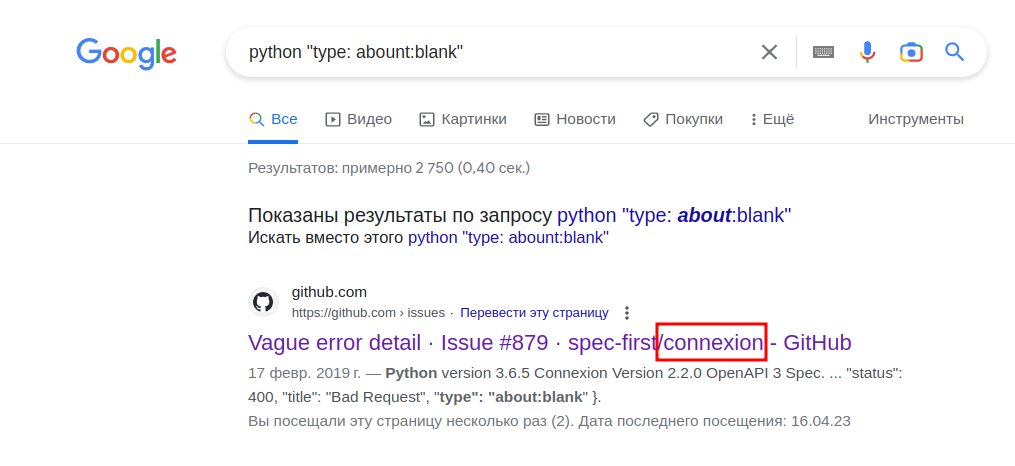 Google
python "type: abount:blank"
Все Видео Картинки Новости Покупки Ещё Инструменты
Результатов: примерно 2 750 (0,40 сек.)
Показаны результаты по запросу python "type: about:blank"
Искать вместо этого python "type: abount:blank"
github.com
https://github.com › issues · Перевести эту страницу
Vague error detail · Issue #879 · spec-first/connexion - GitHub
17 февр. 2019 г. — Python version 3.6.5 Connexion Version 2.2.0 OpenAPI 3 Spec. ... "status":
400, "title": "Bad Request", "type": "about:blank" }.
Вы посещали эту страницу несколько раз (2). Дата последнего посещения: 16.04.23